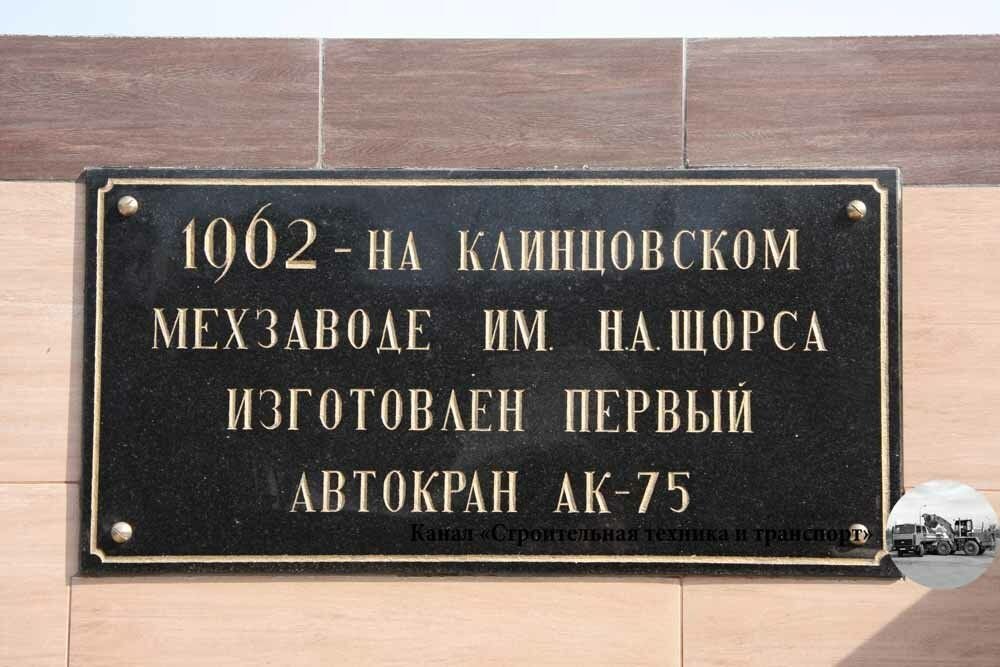 1962 - НА КЛИНЦОВСКОМ
МЕХЗАВОДЕ ИМ. Н.А.ЩОРСА
ИЗГОТОВЛЕН ПЕРВЫЙ
АВТОКРАН АК-75
Канал «Строительная техника и транспорт»